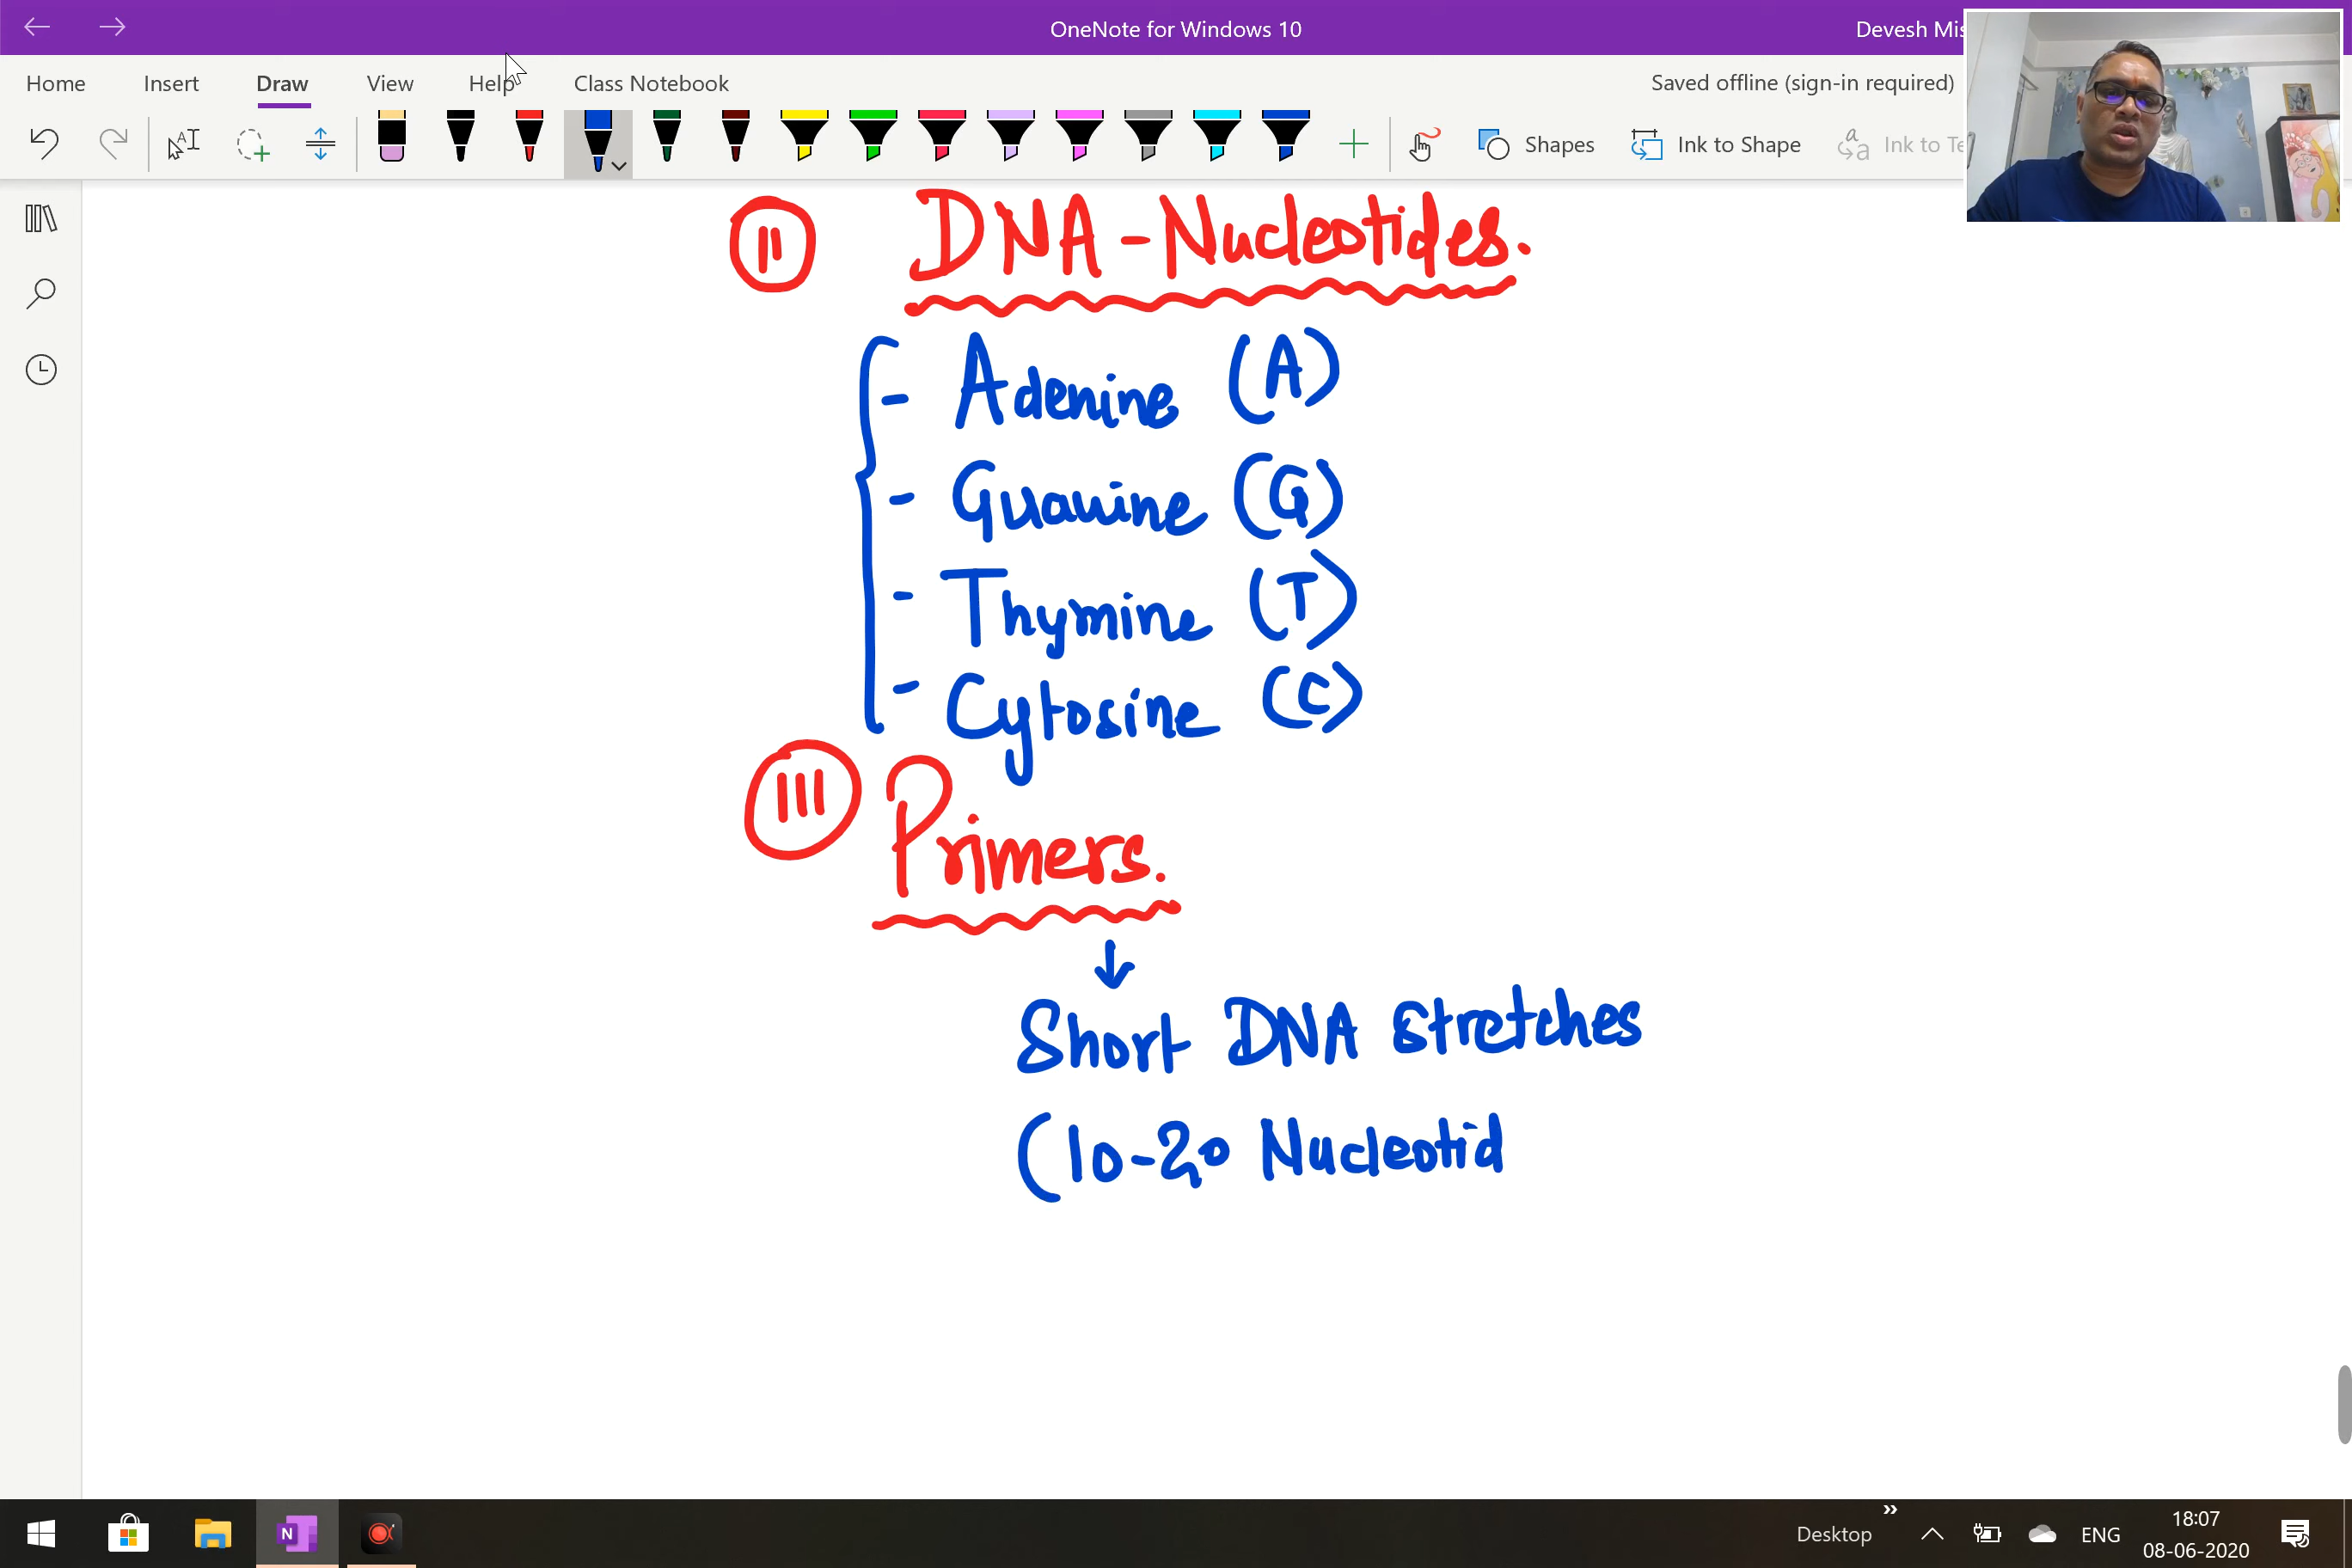 OneNote for Windows 10
Devesh Mis
Home Insert Draw View Help Class Notebook
Saved offline (sign-in required)
Shapes Ink to Shape Ink to Te
II DNA-Nucleotides.
- Adenine (A)
- Guanine (G)
- Thymine (T)
- Cytosine (C)
III Primers.
↓
Short DNA stretches
(10-20 Nucleotid
Desktop
ENG
18:07
08-06-2020